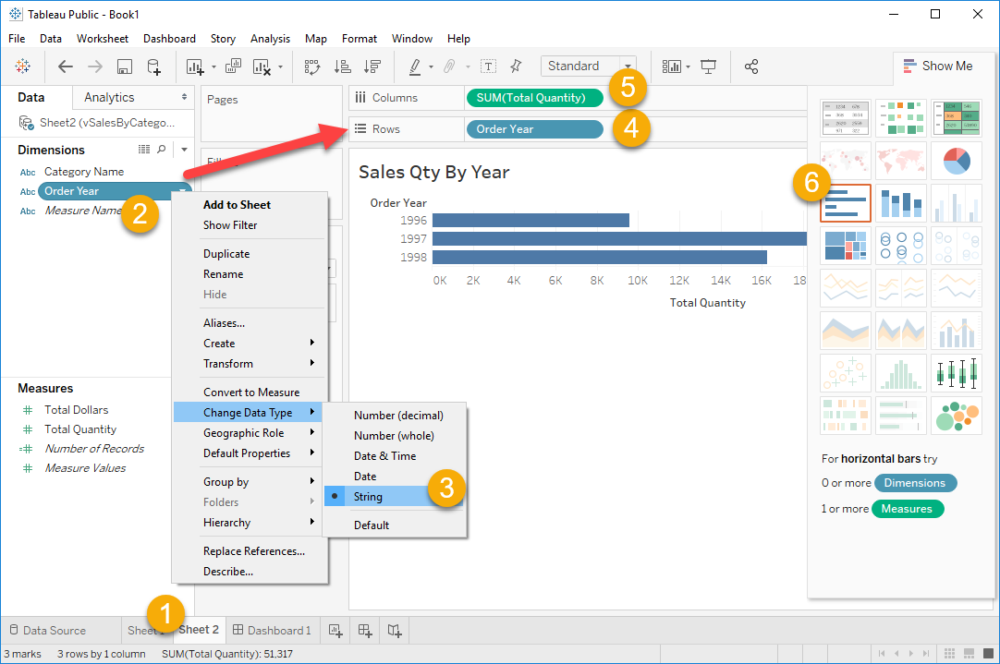 Tableau Public - Book1
File Data Worksheet Dashboard Story Analysis Map Format Window Help
Standard
Show Me
Data Analytics
Sheet2 (vSalesByCatego...
Dimensions
Abc Category Name
Abc Order Year
Abc Measure Name
2
Pages
Columns SUM(Total Quantity) 5
Rows Order Year 4
Sales Qty By Year
Order Year
1996
1997
1998
0K 2K 4K 6K 8K 10K 12K 14K 16K 18
Total Quantity
Add to Sheet
Show Filter
Duplicate
Rename
Hide
Aliases...
Create
Transform
Convert to Measure
Change Data Type
Geographic Role
Default Properties
Group by
Folders
Hierarchy
Replace References...
Describe...
Number (decimal)
Number (whole)
Date & Time
Date
String 3
Default
Measures
Total Dollars
Total Quantity
Number of Records
Measure Values
6
For horizontal bars try
0 or more Dimensions
1 or more Measures
1
Data Source Sheet Sheet 2 Dashboard 1
3 marks 3 rows by 1 column SUM(Total Quantity): 51,317